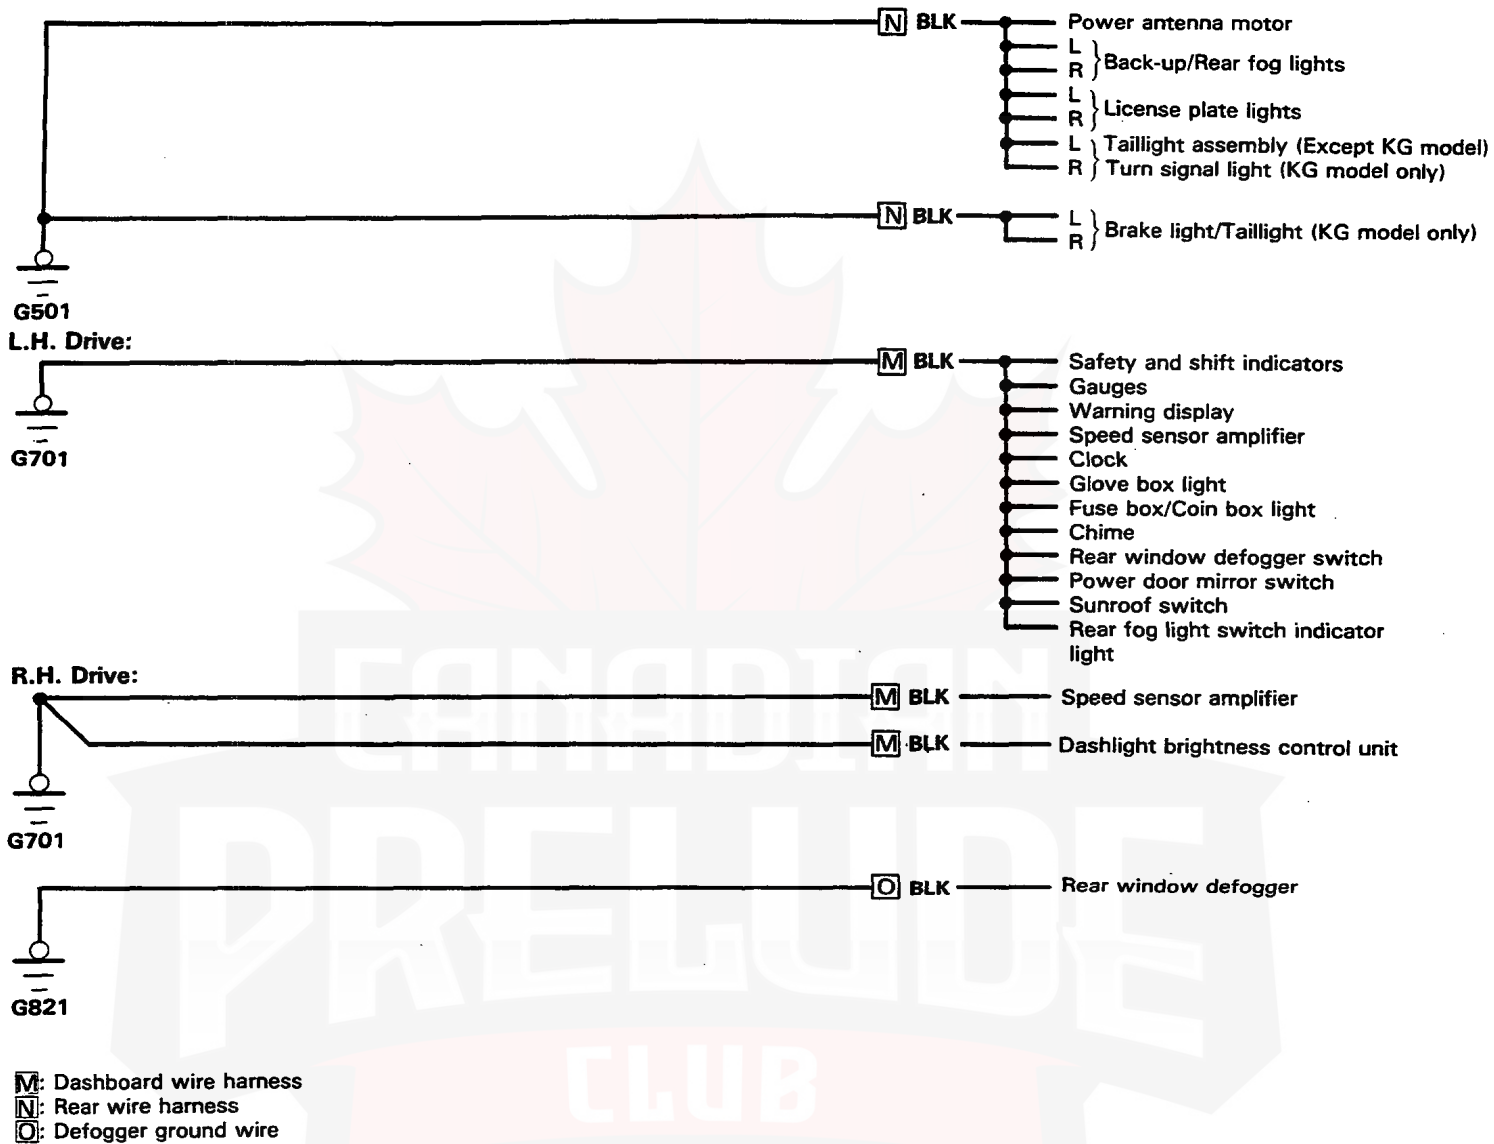 N BLK Power antenna motor
L
R
Back-up/Rear fog lights
L
R
License plate lights
L Taillight assembly (Except KG model)
R Turn signal light (KG model only)
N BLK
L
R
Brake light/Taillight (KG model only)
G501
L.H. Drive:
M BLK Safety and shift indicators
Gauges
Warning display
Speed sensor amplifier
Clock
Glove box light
Fuse box/Coin box light
Chime
Rear window defogger switch
Power door mirror switch
Sunroof switch
Rear fog light switch indicator
light
G701
R.H. Drive:
M BLK Speed sensor amplifier
M BLK Dashlight brightness control unit
G701
O BLK Rear window defogger
G821
M: Dashboard wire harness
N: Rear wire harness
O: Defogger ground wire
CANADIAN
PRELUDE
CLUB